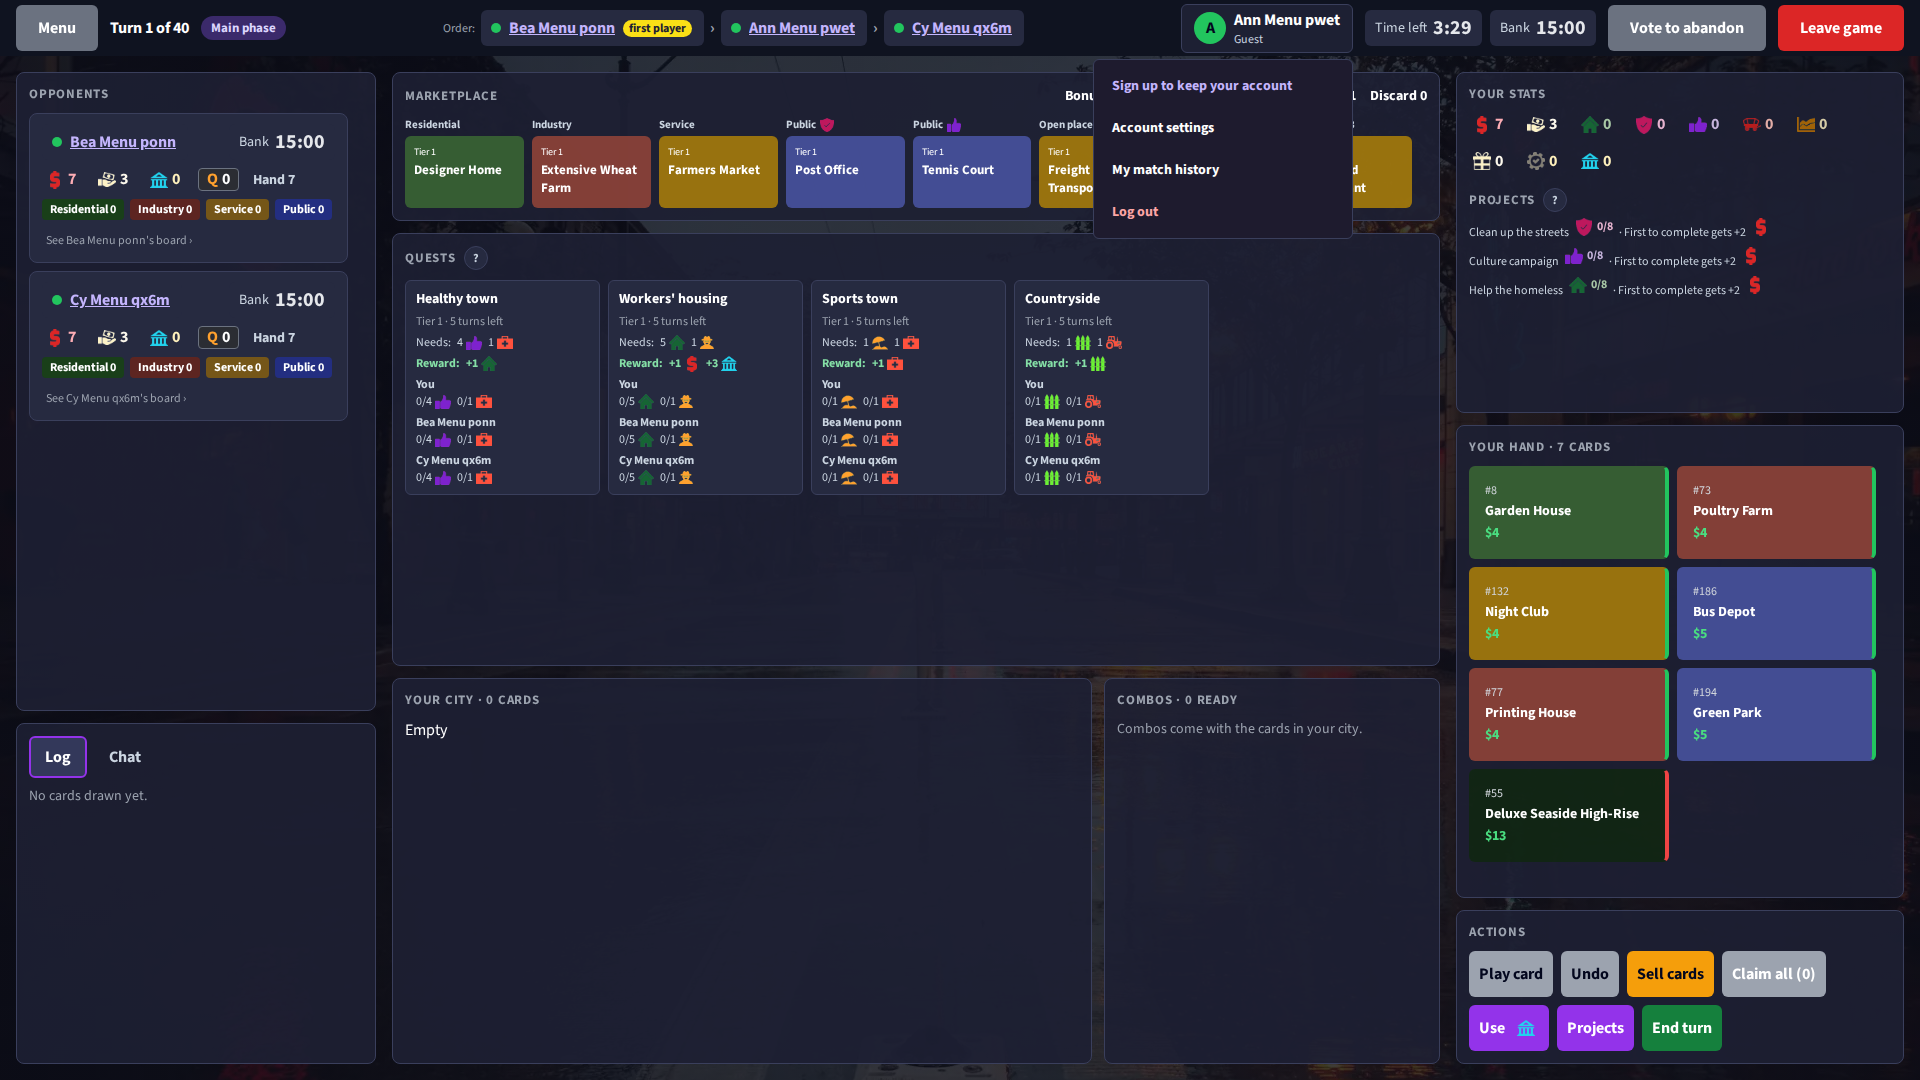 Menu
Turn 1 of 40
Main phase
Order:
Bea Menu ponn
first player
›
Ann Menu pwet
›
Cy Menu qx6m
A
Ann Menu pwet
Guest
Time left 3:29
Bank 15:00
Vote to abandon
Leave game
Sign up to keep your account
Account settings
My match history
Log out
OPPONENTS
Bea Menu ponn
Bank 15:00
7
3
0
Q 0
Hand 7
Residential 0
Industry 0
Service 0
Public 0
See Bea Menu ponn's board ›
Cy Menu qx6m
Bank 15:00
7
3
0
Q 0
Hand 7
Residential 0
Industry 0
Service 0
Public 0
See Cy Menu qx6m's board ›
Log
Chat
No cards drawn yet.
MARKETPLACE
Discard 0
Residential
Tier 1
Designer Home
Industry
Tier 1
Extensive Wheat
Farm
Service
Tier 1
Farmers Market
Public
Tier 1
Post Office
Public
Tier 1
Tennis Court
Open place
Tier 1
Freight
QUESTS
?
Healthy town
Tier 1 · 5 turns left
Needs: 4 1
Reward: +1
You
0/4 0/1
Bea Menu ponn
0/4 0/1
Cy Menu qx6m
0/4 0/1
Workers' housing
Tier 1 · 5 turns left
Needs: 5 1
Reward: +1 +3
You
0/5 0/1
Bea Menu ponn
0/5 0/1
Cy Menu qx6m
0/5 0/1
Sports town
Tier 1 · 5 turns left
Needs: 1 1
Reward: +1
You
0/1 0/1
Bea Menu ponn
0/1 0/1
Cy Menu qx6m
0/1 0/1
Countryside
Tier 1 · 5 turns left
Needs: 1 1
Reward: +1
You
0/1 0/1
Bea Menu ponn
0/1 0/1
Cy Menu qx6m
0/1 0/1
YOUR CITY · 0 CARDS
Empty
COMBOS · 0 READY
Combos come with the cards in your city.
YOUR STATS
7
3
0
0
0
0
0
0
0
0
PROJECTS
?
Clean up the streets 0/8 · First to complete gets +2
Culture campaign 0/8 · First to complete gets +2
Help the homeless 0/8 · First to complete gets +2
YOUR HAND · 7 CARDS
#8
Garden House
$4
#73
Poultry Farm
$4
#132
Night Club
$4
#186
Bus Depot
$5
#77
Printing House
$4
#194
Green Park
$5
#55
Deluxe Seaside High-Rise
$13
ACTIONS
Play card
Undo
Sell cards
Claim all (0)
Use
Projects
End turn